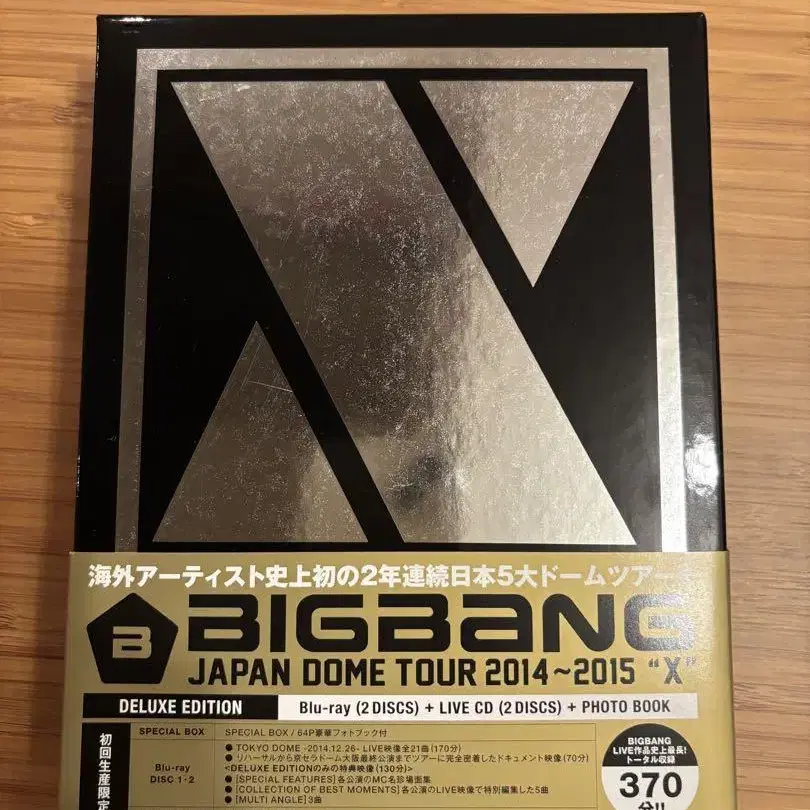 海外アーティスト史上初の2年連続日本5大ドームツアー
B BIGBANG
JAPAN DOME TOUR 2014~2015 "X"
DELUXE EDITION Blu-ray (2 DISCS) + LIVE CD (2 DISCS) + PHOTO BOOK
初回生産限定
SPECIAL BOX SPECIAL BOX / 64P豪華フォトブック付
Blu-ray
DISC 1・2
● TOKYO DOME -2014.12.26- LIVE映像全21曲(170分)
● リハーサルから京セラドーム大阪最終公演までツアーに完全密着したドキュメント映像(70分)
<DELUXE EDITIONのみの特典映像(130分)>
● [SPECIAL FEATURES] 各公演のMC名珍場面集
● [COLLECTION OF BEST MOMENTS] 各公演のLIVE映像で特別編集した5曲
● [MULTI ANGLE] 3曲
BIGBANG
LIVE作品史上最長!
トータル収録
370
分!!